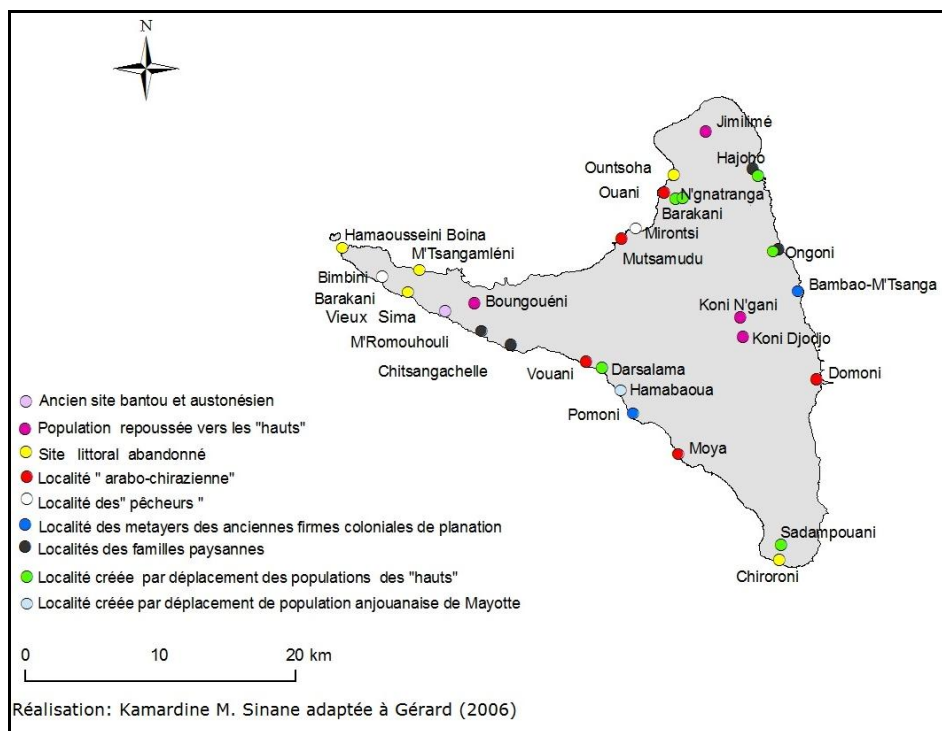 N
Jimilimé
Hajoho
Ountsoha
Ouani
N'gnatranga
Barakani
Mirontsi
Hamaousseini Boina
M'Tsangamléni
Mutsamudu
Ongoni
Bimbini
Bambao-M'Tsanga
Barakani
Boungouéni
Koni N'gani
Vieux Sima
Koni Djodjo
M'Romouhouli
Chitsangachelle
Vouani
Darsalama
Domoni
Hamabaoua
Pomoni
Moya
Sadampouani
Chiroroni
Ancien site bantou et austonésien
Population repoussée vers les "hauts"
Site littoral abandonné
Localité " arabo-chirazienne"
Localité des" pêcheurs "
Localité des metayers des anciennes firmes coloniales de planation
Localités des familles paysannes
Localité créée par déplacement des populations des "hauts"
Localité créée par déplacement de population anjouanaise de Mayotte
0 10 20 km
Réalisation: Kamardine M. Sinane adaptée à Gérard (2006)